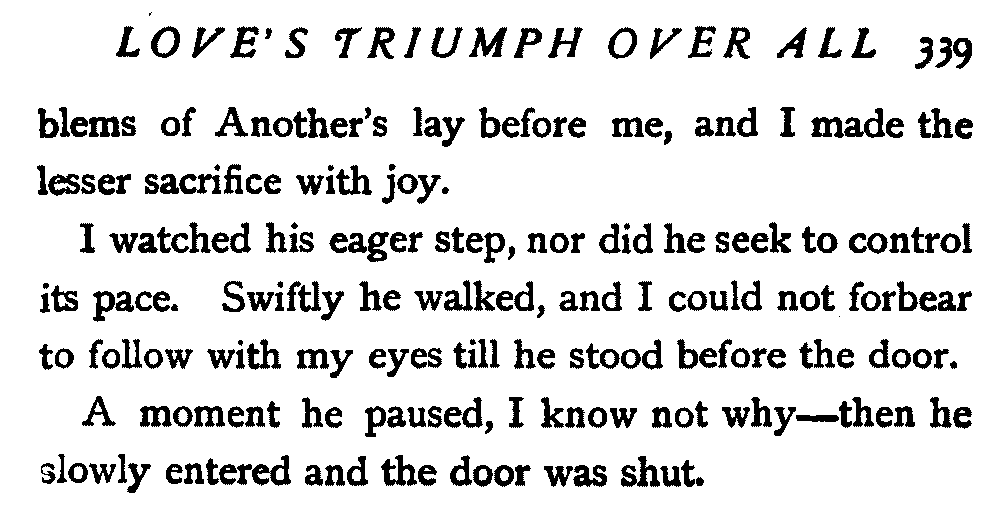 LOVE'S TRIUMPH OVER ALL 339
blems of Another's lay before me, and I made the
lesser sacrifice with joy.
I watched his eager step, nor did he seek to control
its pace. Swiftly he walked, and I could not forbear
to follow with my eyes till he stood before the door.
A moment he paused, I know not why—then he
slowly entered and the door was shut.